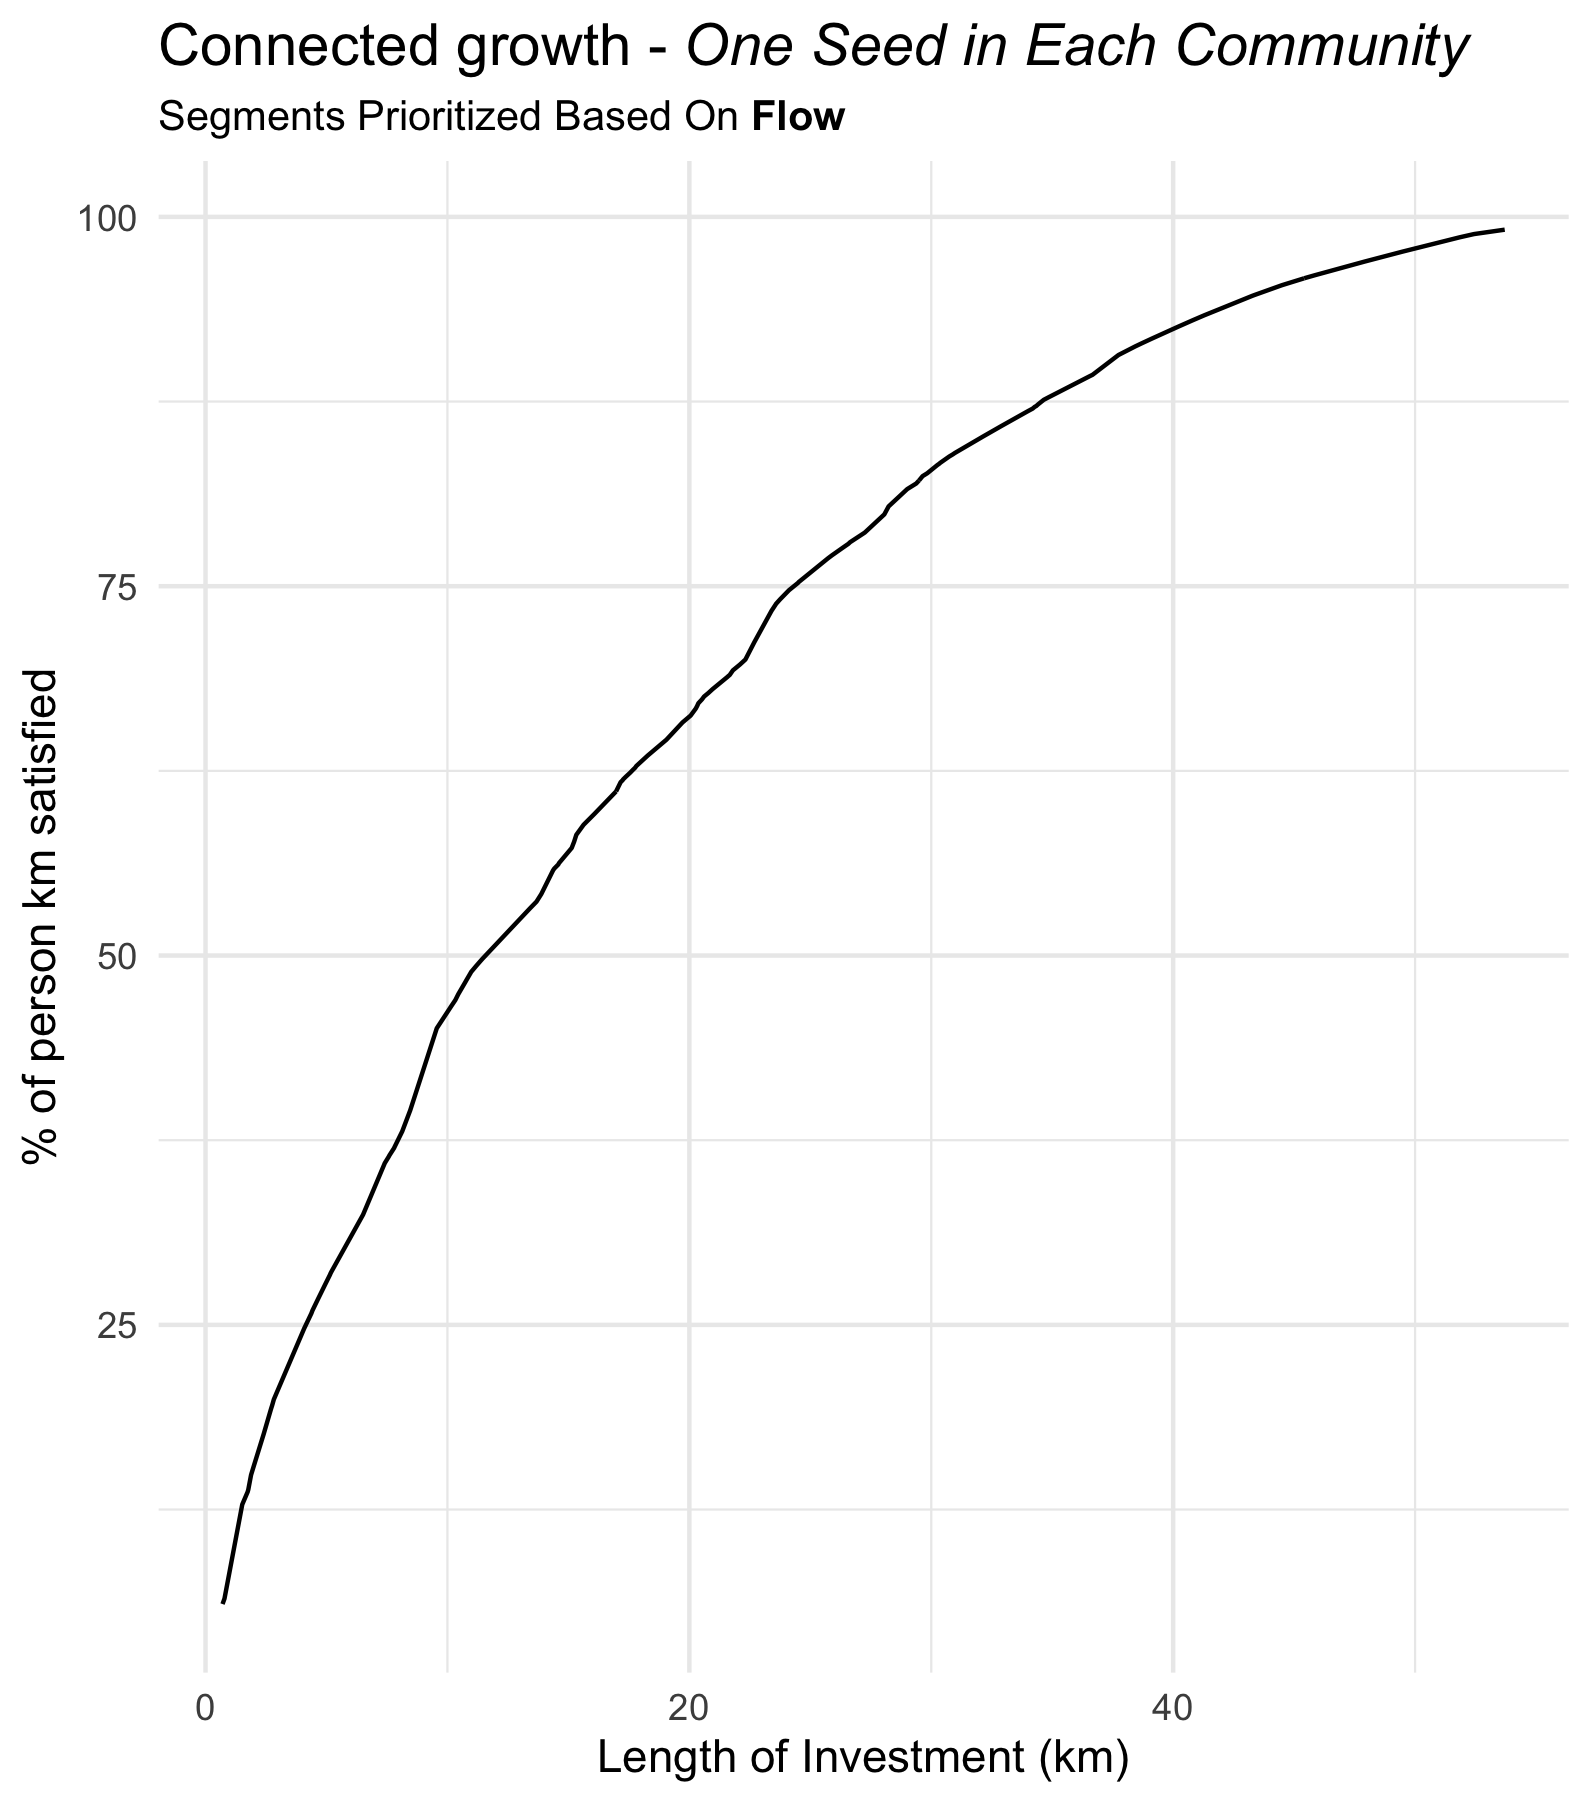 Connected growth - One Seed in Each Community
Segments Prioritized Based On Flow
100
75
50
25
% of person km satisfied
0 20 40
Length of Investment (km)